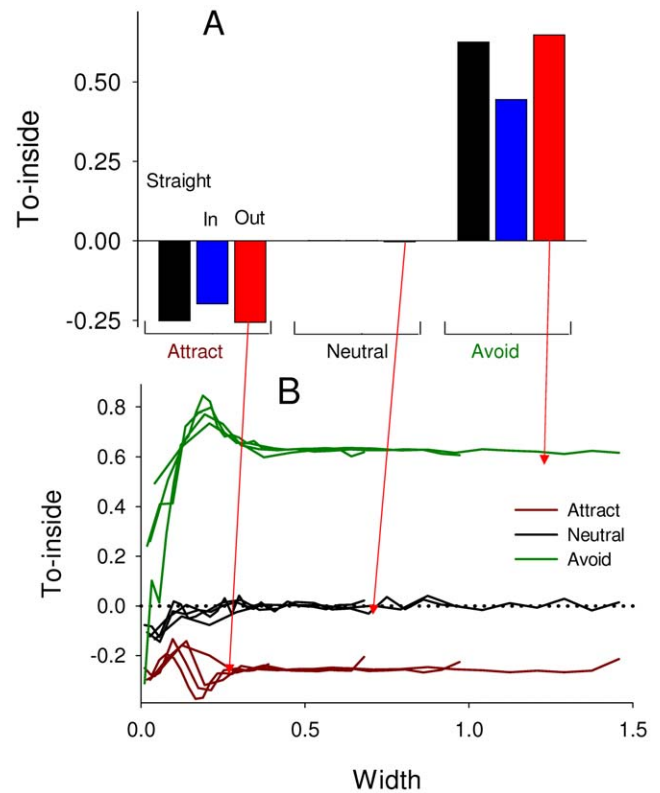 A
To-inside
0.50
0.25
0.00
-0.25
Straight
In
Out
Attract
Neutral
Avoid
B
To-inside
0.8
0.6
0.4
0.2
0.0
-0.2
Attract
Neutral
Avoid
0.0
0.5
1.0
1.5
Width